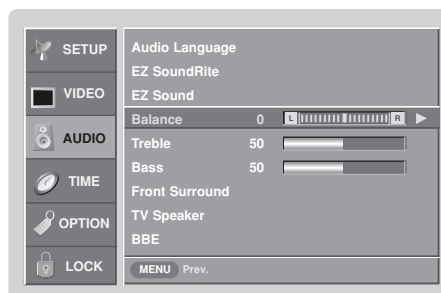 SETUP
VIDEO
AUDIO
TIME
OPTION
LOCK
Audio Language
EZ SoundRite
EZ Sound
Balance 0 L R
Treble 50
Bass 50
Front Surround
TV Speaker
BBE
MENU Prev.